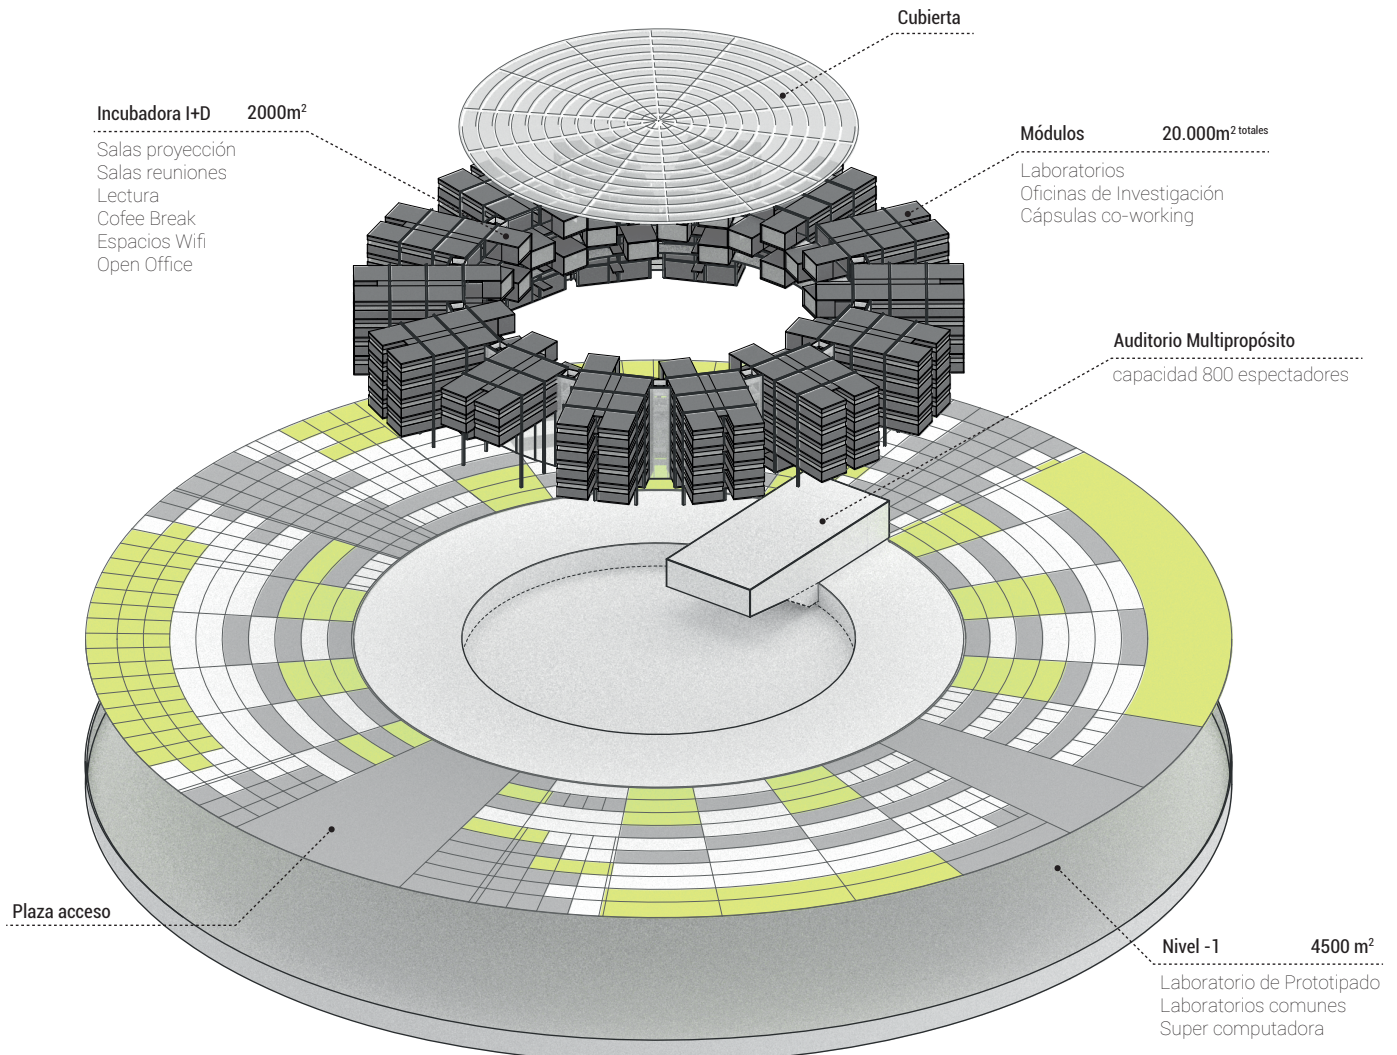 Cubierta
Incubadora I+D 2000m²
Salas proyección
Salas reuniones
Lectura
Cofee Break
Espacios Wifi
Open Office
Módulos 20.000m² totales
Laboratorios
Oficinas de Investigación
Cápsulas co-working
Auditorio Multipropósito
capacidad 800 espectadores
Plaza acceso
Nivel -1 4500 m²
Laboratorio de Prototipado
Laboratorios comunes
Super computadora